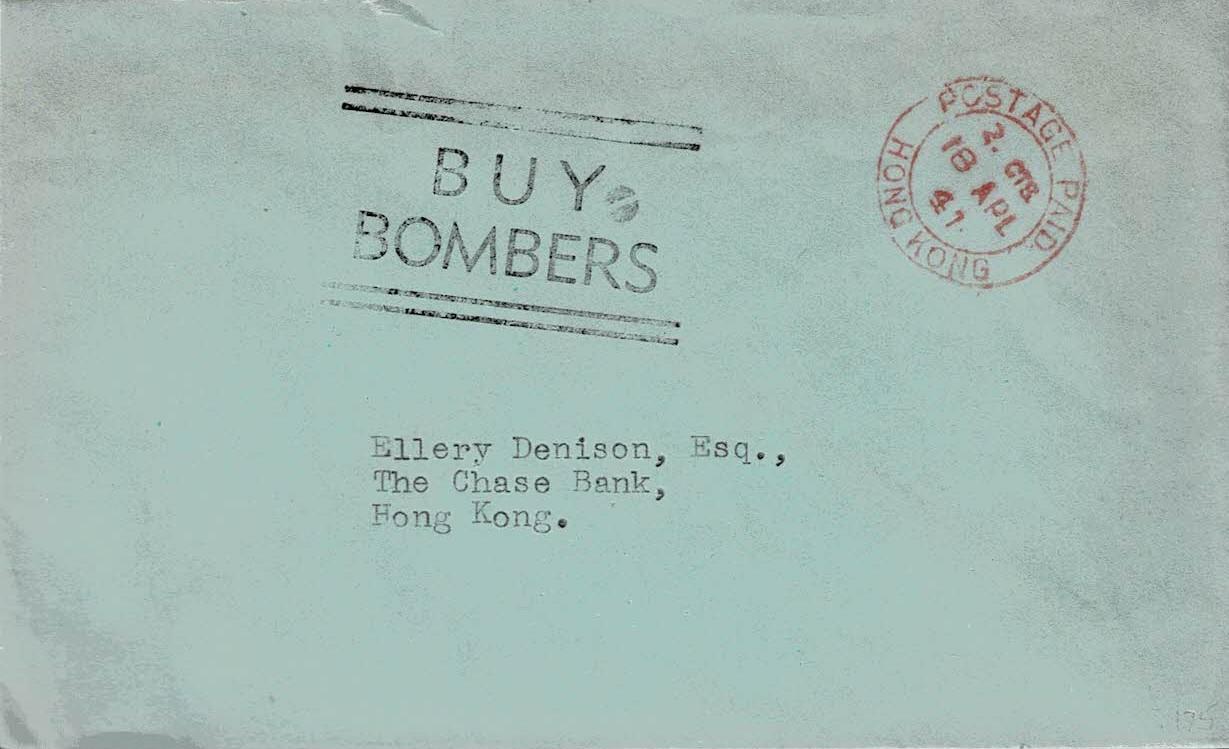 BUY
BOMBERS
POSTAGE PAID
HONG KONG
2. CTS.
18 APL
41.
Ellery Denison, Esq.,
The Chase Bank,
Hong Kong.